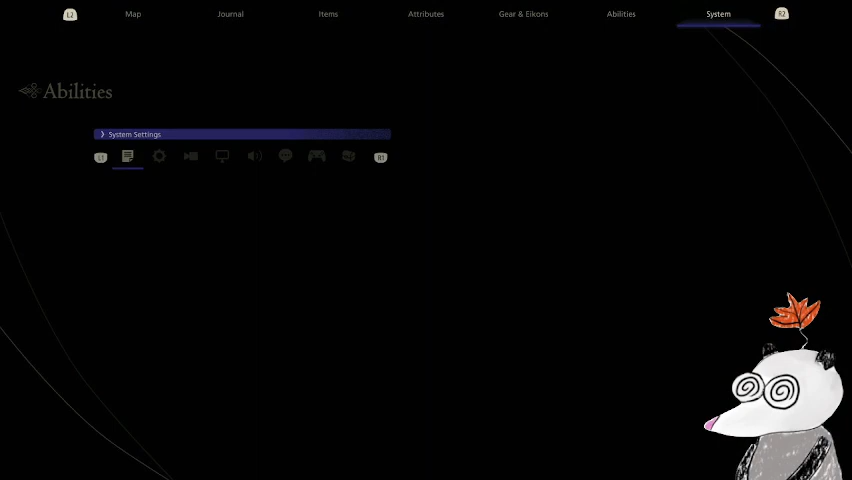 L2 Map Journal Items Attributes Gear & Eikons Abilities System R2
Abilities
System Settings
L1 R1